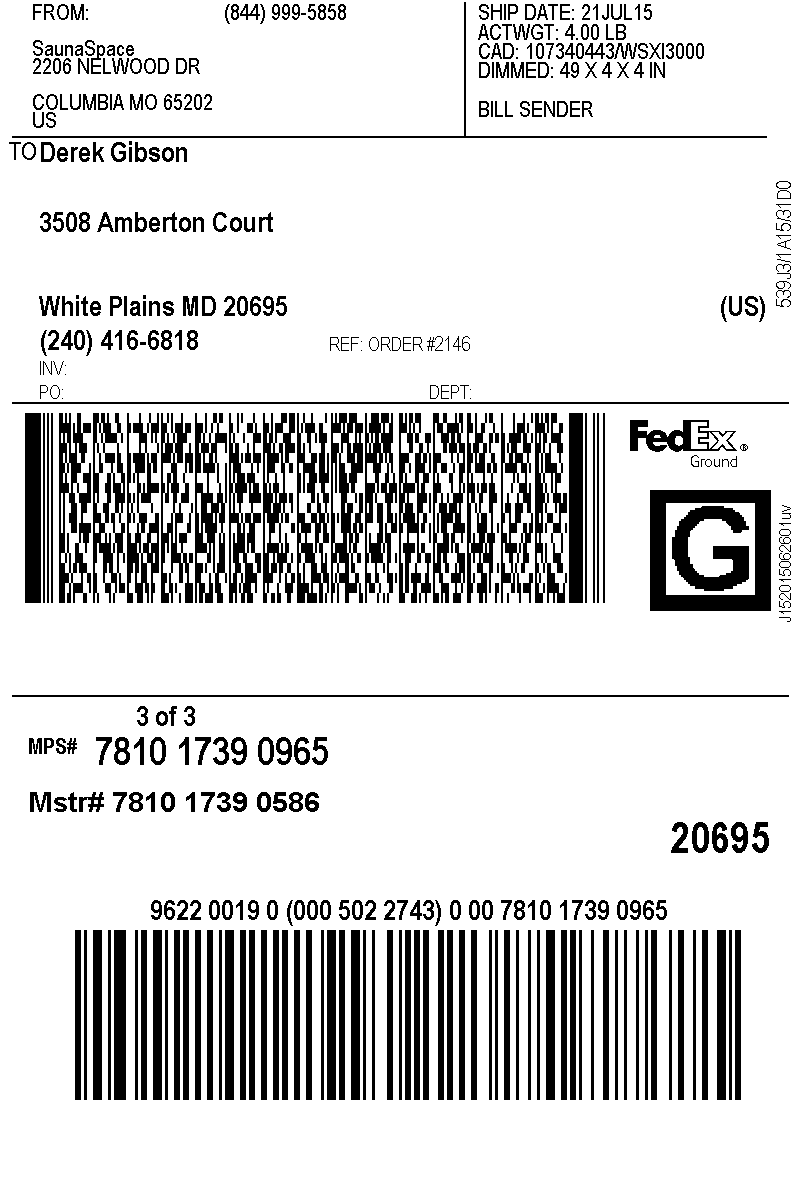 FROM: (844) 999-5858
SaunaSpace
2206 NELWOOD DR
COLUMBIA MO 65202
US
SHIP DATE: 21JUL15
ACTWGT: 4.00 LB
CAD: 107340443/WSXI3000
DIMMED: 49 X 4 X 4 IN
BILL SENDER
TO Derek Gibson
3508 Amberton Court
White Plains MD 20695 (US)
(240) 416-6818 REF: ORDER #2146
INV:
PO: DEPT:
539J3/1A15/31D0
FedEx®
Ground
G
J152015062601uv
3 of 3
MPS# 7810 1739 0965
Mstr# 7810 1739 0586
20695
9622 0019 0 (000 502 2743) 0 00 7810 1739 0965